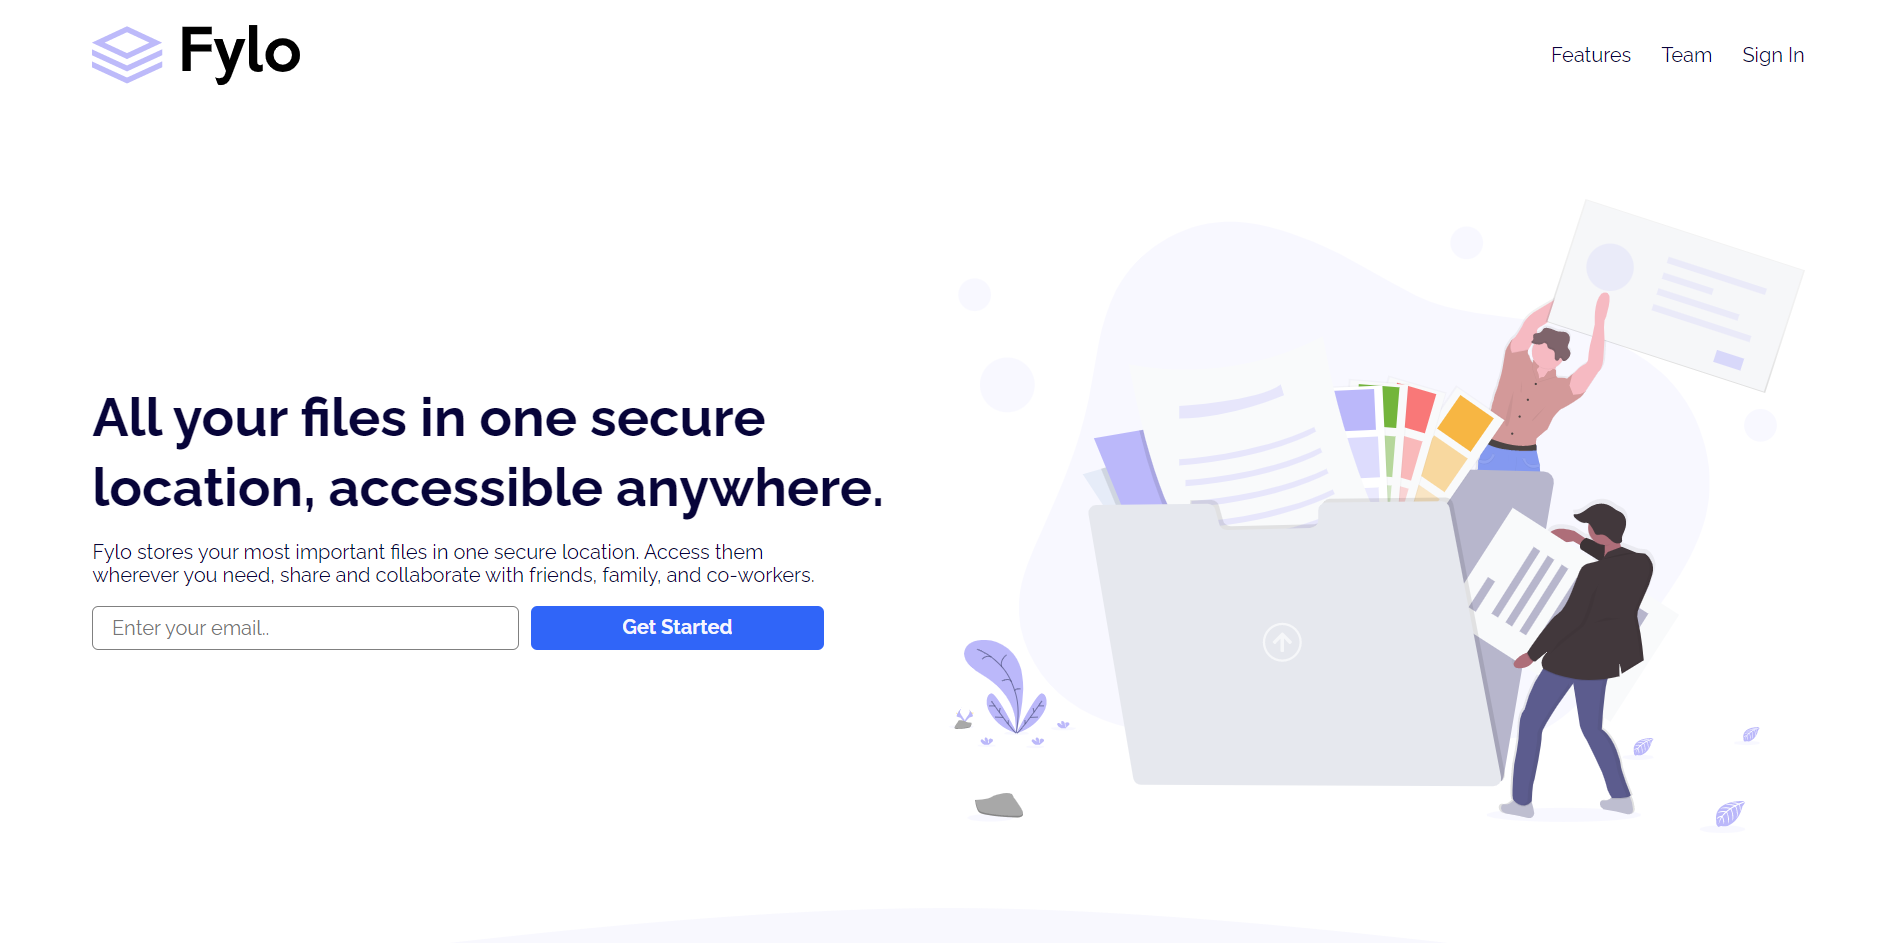 Fylo
Features Team Sign In
All your files in one secure
location, accessible anywhere.
Fylo stores your most important files in one secure location. Access them
wherever you need, share and collaborate with friends, family, and co-workers.
Enter your email.. Get Started